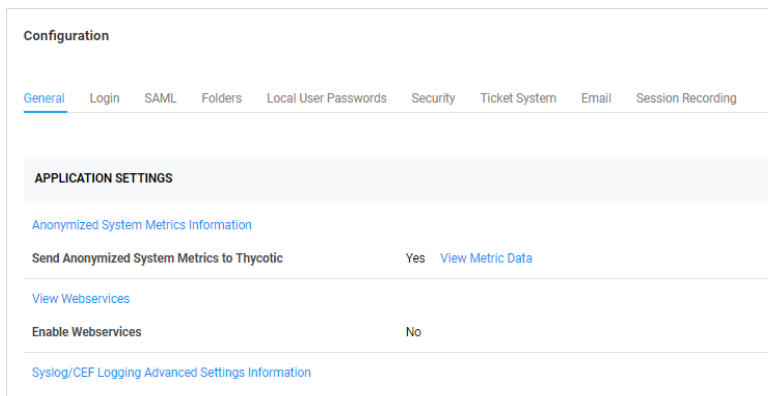 Configuration
General Login SAML Folders Local User Passwords Security Ticket System Email Session Recording
APPLICATION SETTINGS
Anonymized System Metrics Information
Send Anonymized System Metrics to Thycotic Yes View Metric Data
View Webservices
Enable Webservices No
Syslog/CEF Logging Advanced Settings Information